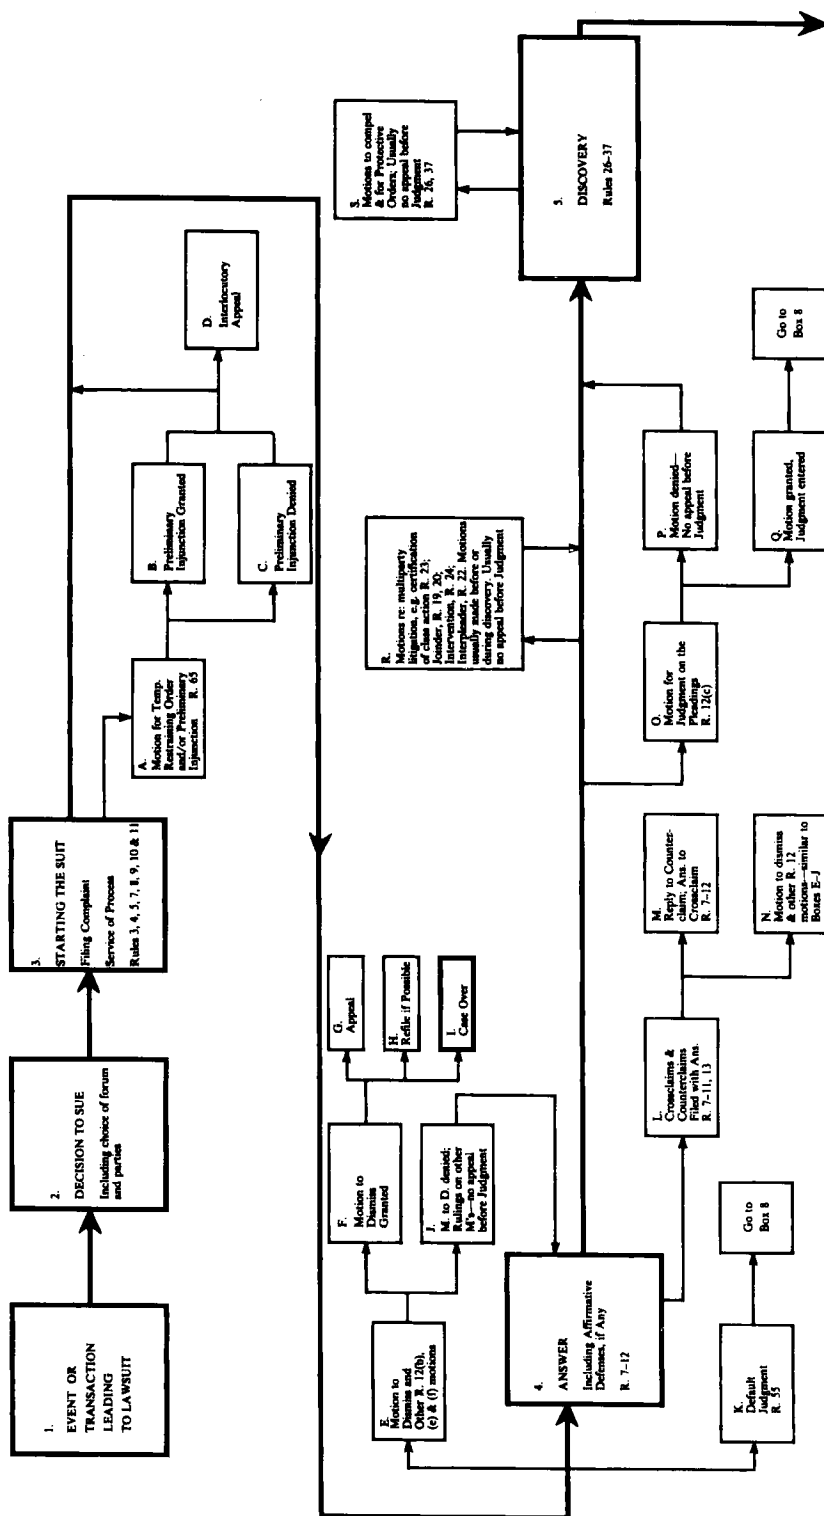 1.
EVENT OR
TRANSACTION
LEADING
TO LAWSUIT
2.
DECISION TO SUE
Including choice of forum
and parties
3.
STARTING THE SUIT
Filing Complaint
Service of Process
Rules 3, 4, 5, 7, 8, 9, 10 & 11
A.
Motion for Temp.
Restraining Order
and/or Preliminary
Injunction R. 65
B.
Preliminary
Injunction Granted
C.
Preliminary
Injunction Denied
D.
Interlocutory
Appeal
E.
Motion to
Dismiss and
Other R. 12(b),
(e) & (f) motions
F.
Motion to
Dismiss
Granted
G.
Appeal
H.
Refile if Possible
I.
Case Over
J.
M. to D. denied;
Rulings on other
M's—no appeal
before Judgment
4.
ANSWER
Including Affirmative
Defenses, if Any
R. 7-12
K.
Default
Judgment
R. 55
Go to
Box 8
L.
Crossclaims &
Counterclaims
Filed with Ans.
R. 7-11, 13
M.
Reply to Counter-
claim; Ans. to
Crossclaim
R. 7-12
N.
Motion to dismiss
& other R. 12
motions—similar to
Boxes E-J
O.
Motion for
Judgment on the
Pleadings
R. 12(c)
P.
Motion denied—
No appeal before
Judgment
Q.
Motion granted,
Judgment entered
Go to
Box 8
R.
Motions re: multiparty
litigation, e.g. certification
of class action R. 23;
Joinder, R. 19, 20;
Intervention, R. 24;
Interpleader, R. 22. Motions
usually made before or
during discovery. Usually
no appeal before Judgment
S.
Motions to compel
& for Protective
Orders; Usually
no appeal before
Judgment
R. 26, 37
5.
DISCOVERY
Rules 26-37